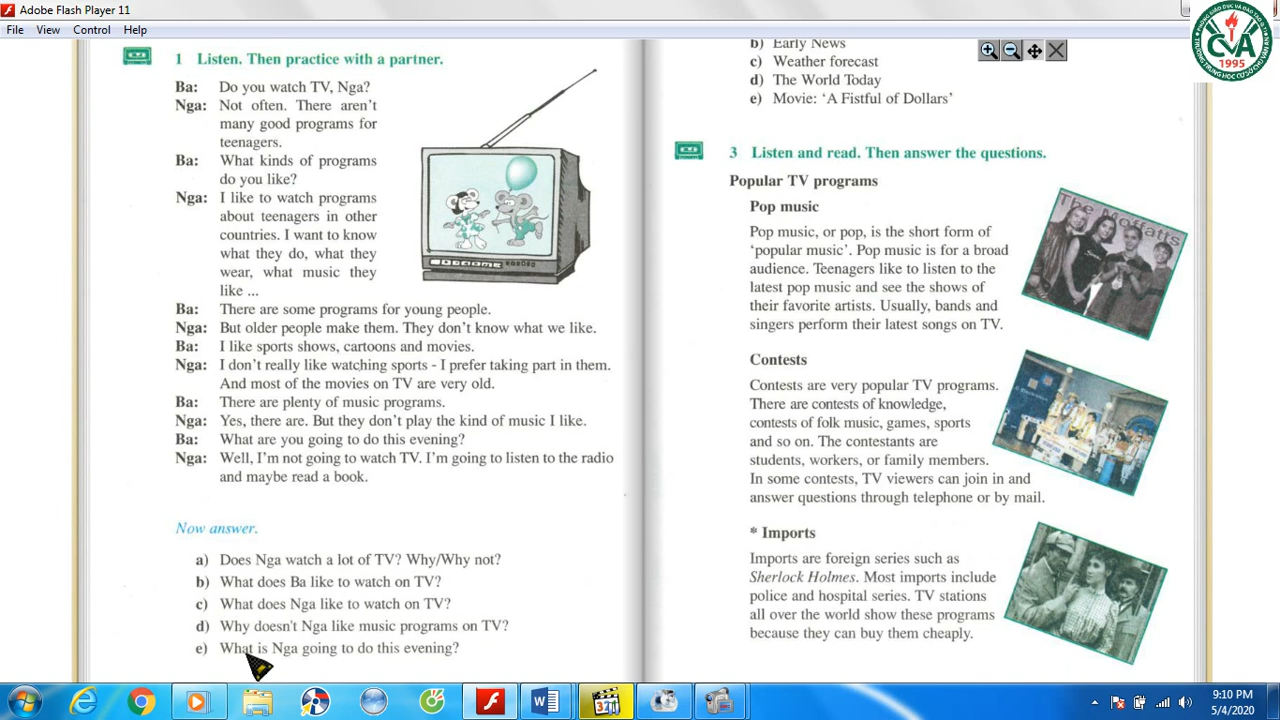 Adobe Flash Player 11
File View Control Help
1 Listen. Then practice with a partner.
Ba: Do you watch TV, Nga?
Nga: Not often. There aren't
many good programs for
teenagers.
Ba: What kinds of programs
do you like?
Nga: I like to watch programs
about teenagers in other
countries. I want to know
what they do, what they
wear, what music they
like ...
Ba: There are some programs for young people.
Nga: But older people make them. They don't know what we like.
Ba: I like sports shows, cartoons and movies.
Nga: I don't really like watching sports - I prefer taking part in them.
And most of the movies on TV are very old.
Ba: There are plenty of music programs.
Nga: Yes, there are. But they don't play the kind of music I like.
Ba: What are you going to do this evening?
Nga: Well, I'm not going to watch TV. I'm going to listen to the radio
and maybe read a book.
Now answer.
a) Does Nga watch a lot of TV? Why/Why not?
b) What does Ba like to watch on TV?
c) What does Nga like to watch on TV?
d) Why doesn't Nga like music programs on TV?
e) What is Nga going to do this evening?
b) Early News
c) Weather forecast
d) The World Today
e) Movie: 'A Fistful of Dollars'
3 Listen and read. Then answer the questions.
Popular TV programs
Pop music
Pop music, or pop, is the short form of
'popular music'. Pop music is for a broad
audience. Teenagers like to listen to the
latest pop music and see the shows of
their favorite artists. Usually, bands and
singers perform their latest songs on TV.
The Moffatts
Contests
Contests are very popular TV programs.
There are contests of knowledge,
contests of folk music, games, sports
and so on. The contestants are
students, workers, or family members.
In some contests, TV viewers can join in and
answer questions through telephone or by mail.
* Imports
Imports are foreign series such as
Sherlock Holmes. Most imports include
police and hospital series. TV stations
all over the world show these programs
because they can buy them cheaply.
CVA
1995
321
9:10 PM
5/4/2020